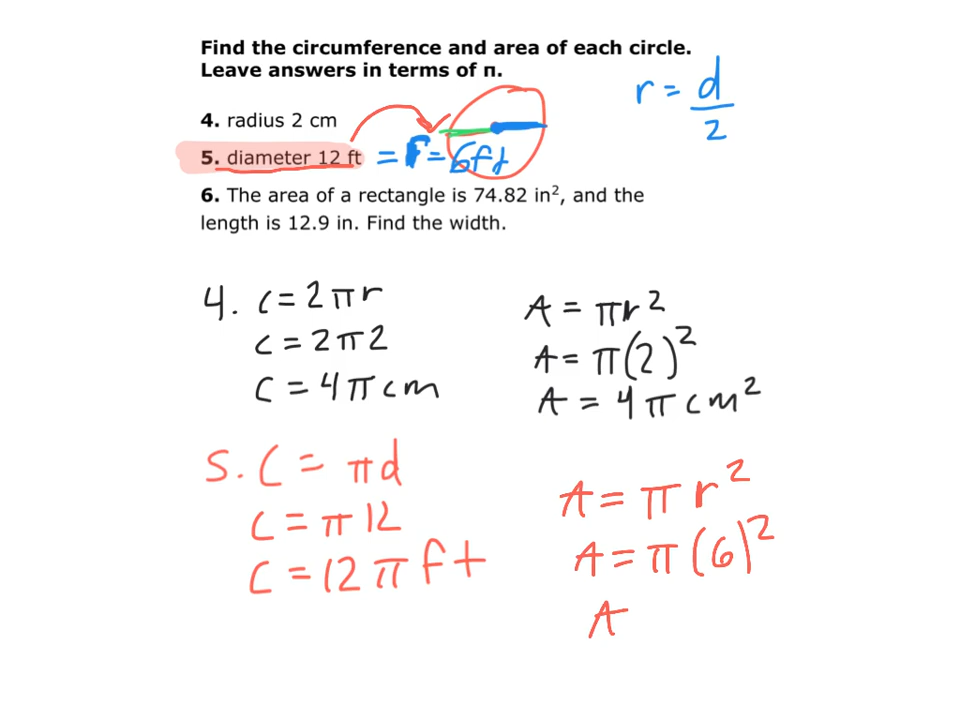 Find the circumference and area of each circle.
Leave answers in terms of π.
r = d/2
4. radius 2 cm
5. diameter 12 ft = r = 6ft
6. The area of a rectangle is 74.82 in², and the
length is 12.9 in. Find the width.
4. C = 2πr
C = 2π2
C = 4π cm
A = πr²
A = π(2)²
A = 4π cm²
5. C = πd
C = π12
C = 12π ft
A = πr²
A = π(6)²
A